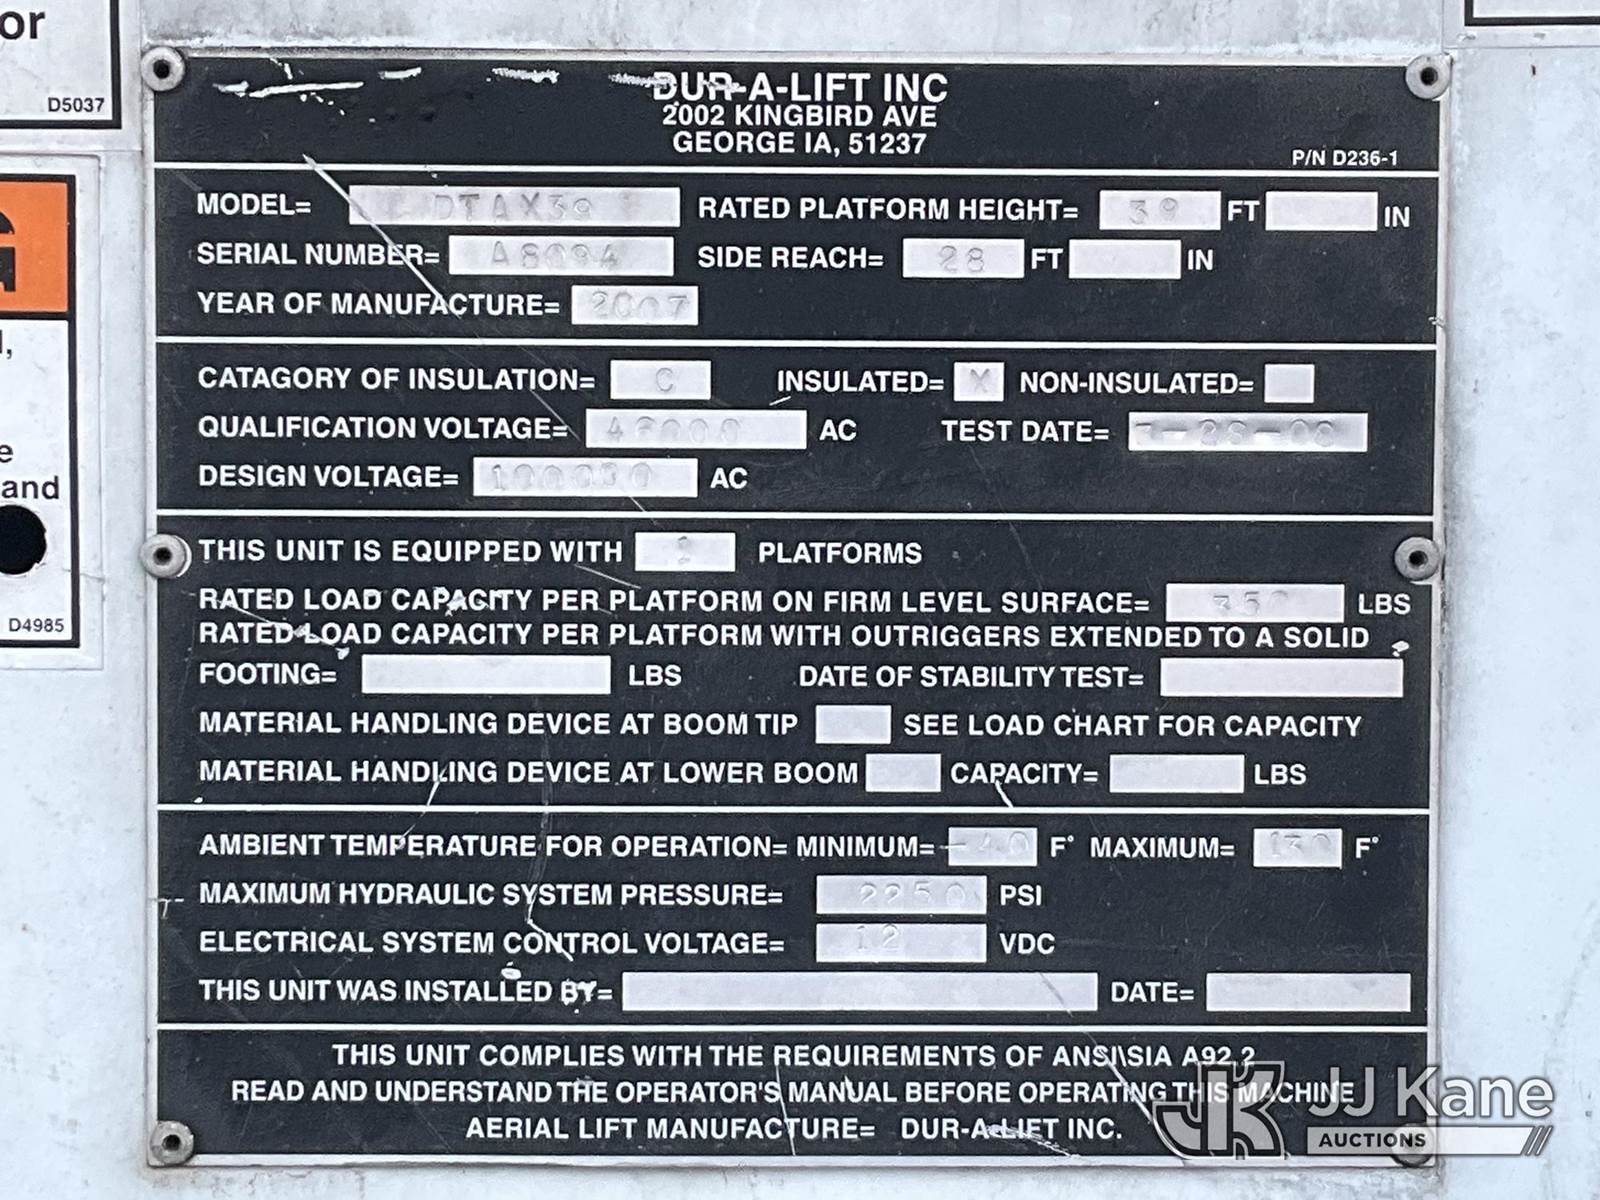 or
D5037
and
D4985
DUR-A-LIFT INC
2002 KINGBIRD AVE
GEORGE IA, 51237
P/N D236-1
MODEL= DTAX39 RATED PLATFORM HEIGHT= 39 FT IN
SERIAL NUMBER= A8094 SIDE REACH= 28 FT IN
YEAR OF MANUFACTURE= 2007
CATAGORY OF INSULATION= C INSULATED= X NON-INSULATED=
QUALIFICATION VOLTAGE= 46000 AC TEST DATE=
DESIGN VOLTAGE= 100000 AC
THIS UNIT IS EQUIPPED WITH 1 PLATFORMS
RATED LOAD CAPACITY PER PLATFORM ON FIRM LEVEL SURFACE= 350 LBS
RATED LOAD CAPACITY PER PLATFORM WITH OUTRIGGERS EXTENDED TO A SOLID
FOOTING= LBS DATE OF STABILITY TEST=
MATERIAL HANDLING DEVICE AT BOOM TIP SEE LOAD CHART FOR CAPACITY
MATERIAL HANDLING DEVICE AT LOWER BOOM CAPACITY= LBS
AMBIENT TEMPERATURE FOR OPERATION= MINIMUM= -40 F° MAXIMUM= 130 F°
MAXIMUM HYDRAULIC SYSTEM PRESSURE= 2250 PSI
ELECTRICAL SYSTEM CONTROL VOLTAGE= 12 VDC
THIS UNIT WAS INSTALLED BY= DATE=
THIS UNIT COMPLIES WITH THE REQUIREMENTS OF ANSI\SIA A92.2
READ AND UNDERSTAND THE OPERATOR'S MANUAL BEFORE OPERATING THIS MACHINE
AERIAL LIFT MANUFACTURE= DUR-A-LIFT INC.
JK JJ Kane
AUCTIONS